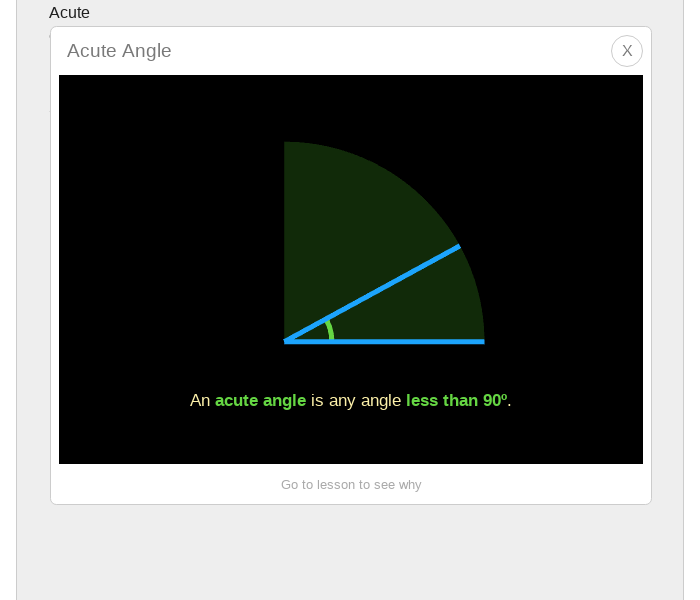 Acute
Acute Angle
X
An acute angle is any angle less than 90º.
Go to lesson to see why